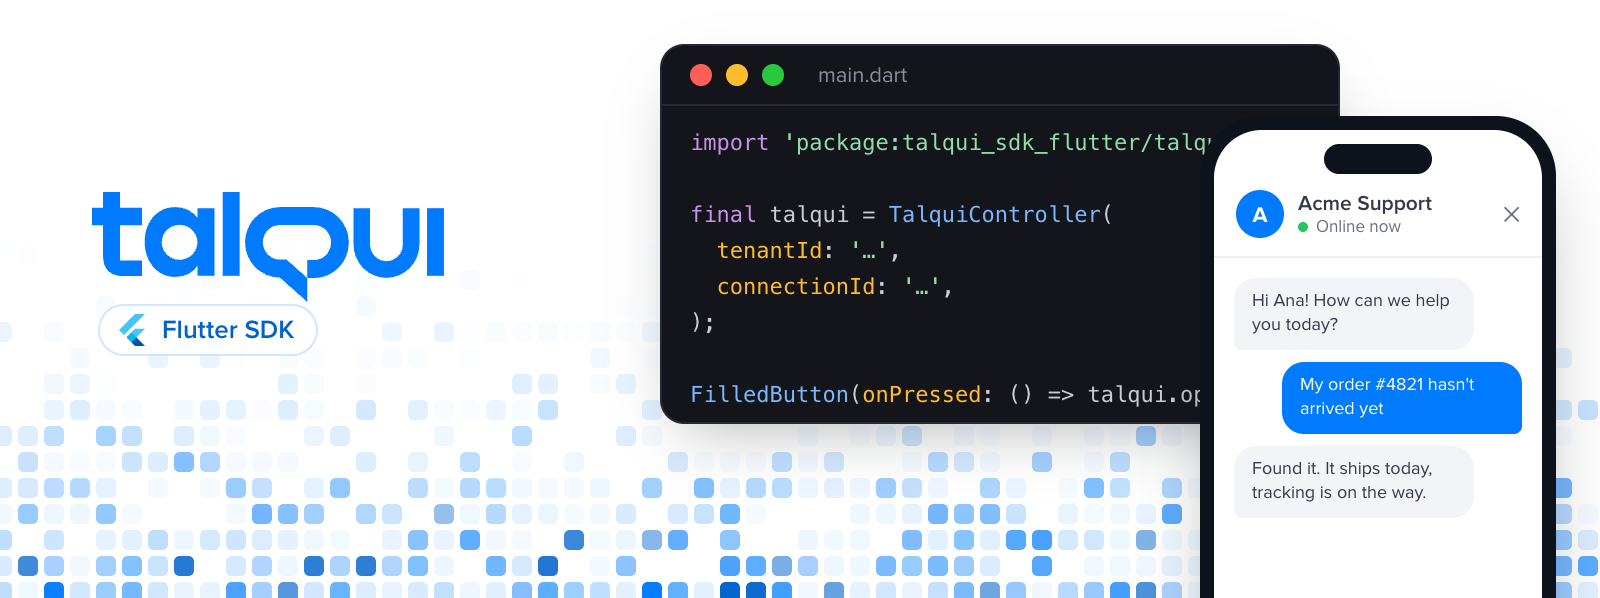 talqui
Flutter SDK
main.dart
import 'package:talqui_sdk_flutter/talq
final talqui = TalquiController(
  tenantId: '…',
  connectionId: '…',
);
FilledButton(onPressed: () => talqui.op
A
Acme Support
Online now
Hi Ana! How can we help
you today?
My order #4821 hasn't
arrived yet
Found it. It ships today,
tracking is on the way.